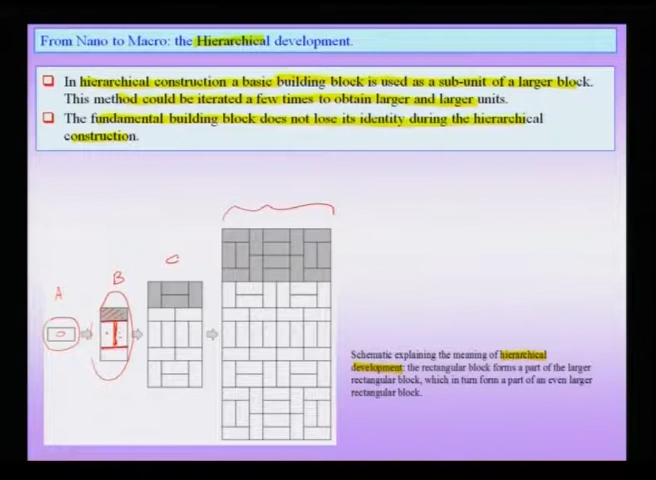 From Nano to Macro: the Hierarchical development.
In hierarchical construction a basic building block is used as a sub-unit of a larger block.
This method could be iterated a few times to obtain larger and larger units.
The fundamental building block does not lose its identity during the hierarchical
construction.
C
B
A
Schematic explaining the meaning of hierarchical
development: the rectangular block forms a part of the larger
rectangular block, which in turn form a part of an even larger
rectangular block.